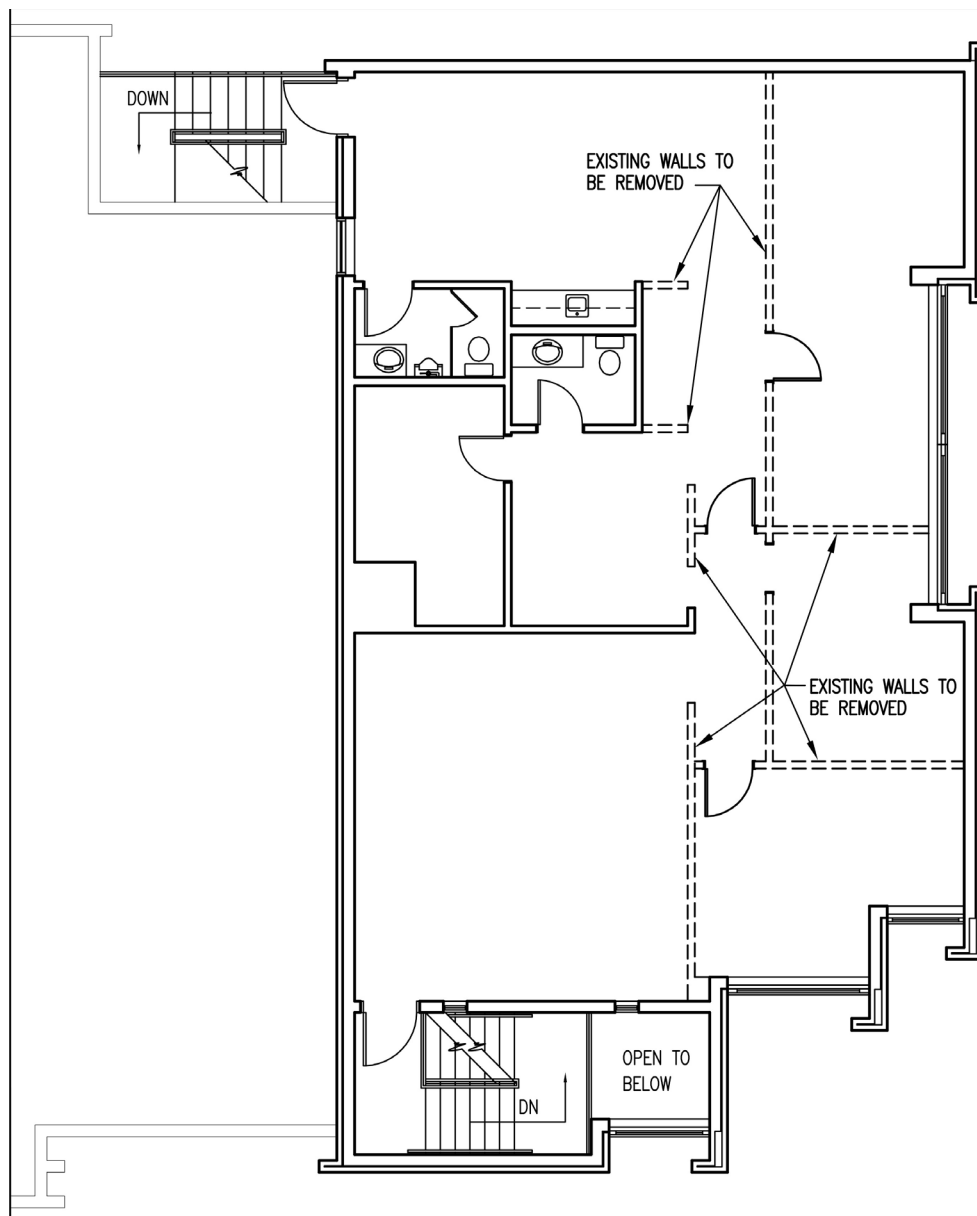 DOWN
EXISTING WALLS TO
BE REMOVED
EXISTING WALLS TO
BE REMOVED
OPEN TO
BELOW
DN